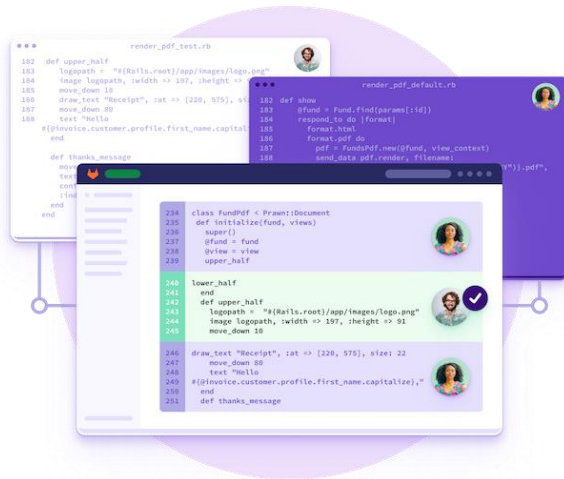 render_pdf_test.rb
182 def upper_half
183 logopath = "#{Rails.root}/app/images/logo.png"
184 image logopath, :width => 197, :height => 9
185 move_down 10
186 draw_text "Receipt", :at => [220, 575], siz
187 move_down 80
188 text "Hello
#{@invoice.customer.profile.first_name.capitaliz
end
def thanks_message
move
text
con
:ind
end
end
render_pdf_default.rb
182 def show
183 @fund = Fund.find(params[:id])
184 respond_to do |format|
185 format.html
186 format.pdf do
187 pdf = FundsPdf.new(@fund, view_context)
188 send_data pdf.render, filename:
Y")}.pdf",
234 class FundPdf < Prawn::Document
235 def initialize(fund, views)
236 super()
237 @fund = fund
238 @view = view
239 upper_half
240 lower_half
241 end
242 def upper_half
243 logopath = "#{Rails.root}/app/images/logo.png"
244 image logopath, :width => 197, :height => 91
245 move_down 10
246 draw_text "Receipt", :at => [220, 575], size: 22
247 move_down 80
248 text "Hello
249 #{@invoice.customer.profile.first_name.capitalize},"
250 end
251 def thanks_message